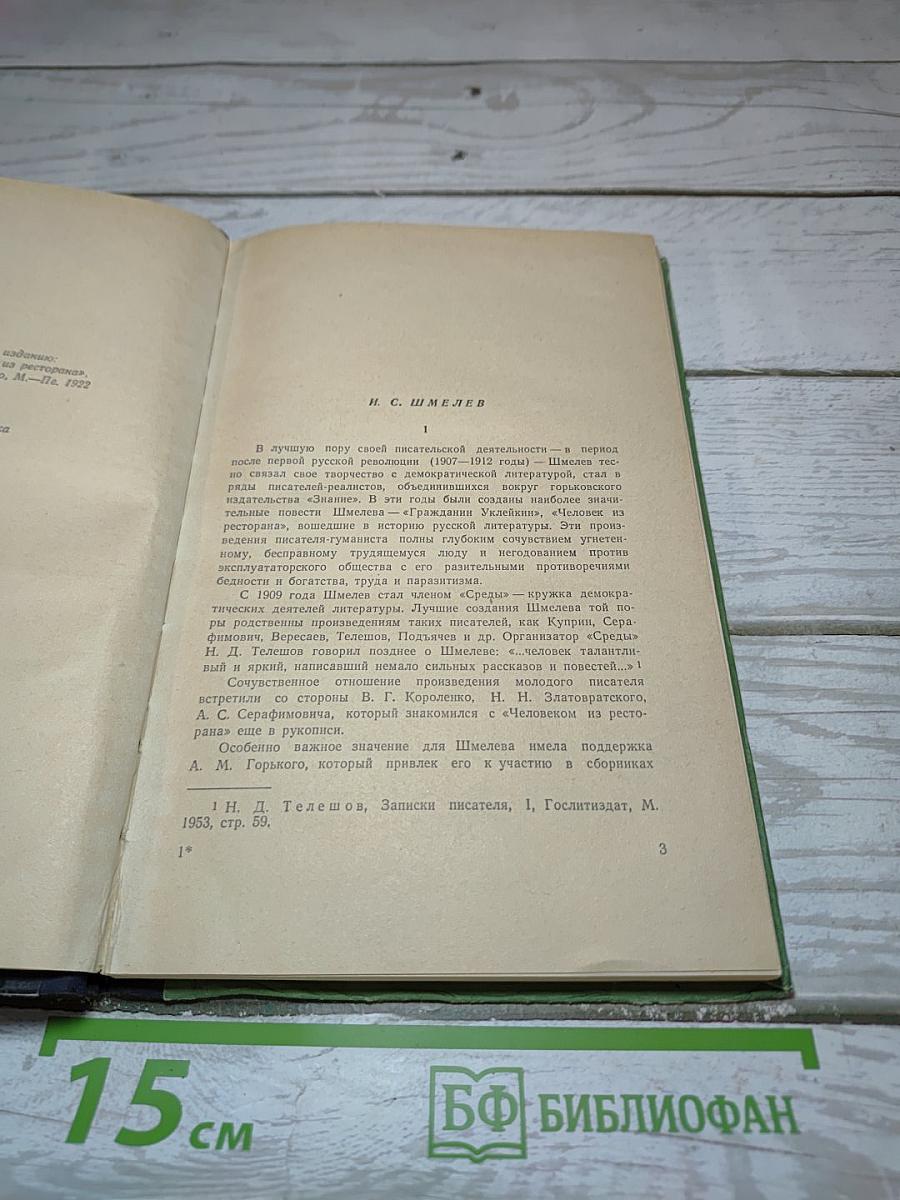 изданию:
из ресторана»,
о, М.—Пг. 1922
ка
И. С. ШМЕЛЕВ
1
В лучшую пору своей писательской деятельности — в период
после первой русской революции (1907—1912 годы) — Шмелев тес-
но связал свое творчество с демократической литературой, стал в
ряды писателей-реалистов, объединившихся вокруг горьковского
издательства «Знание». В эти годы были созданы наиболее значи-
тельные повести Шмелева — «Гражданин Уклейкин», «Человек из
ресторана», вошедшие в историю русской литературы. Эти произ-
ведения писателя-гуманиста полны глубоким сочувствием угнетен-
ному, бесправному трудящемуся люду и негодованием против
эксплуататорского общества с его разительными противоречиями
бедности и богатства, труда и паразитизма.
С 1909 года Шмелев стал членом «Среды» — кружка демокра-
тических деятелей литературы. Лучшие создания Шмелева той по-
ры родственны произведениям таких писателей, как Куприн, Сера-
фимович, Вересаев, Телешов, Подъячев и др. Организатор «Среды»
Н. Д. Телешов говорил позднее о Шмелеве: «...человек талантли-
вый и яркий, написавший немало сильных рассказов и повестей...» 1
Сочувственное отношение произведения молодого писателя
встретили со стороны В. Г. Короленко, Н. Н. Златовратского,
А. С. Серафимовича, который знакомился с «Человеком из ресто-
рана» еще в рукописи.
Особенно важное значение для Шмелева имела поддержка
А. М. Горького, который привлек его к участию в сборниках
1 Н. Д. Телешов, Записки писателя, I, Гослитиздат, М.
1953, стр. 59.
1*
3
15 см
БФ БИБЛИОФАН